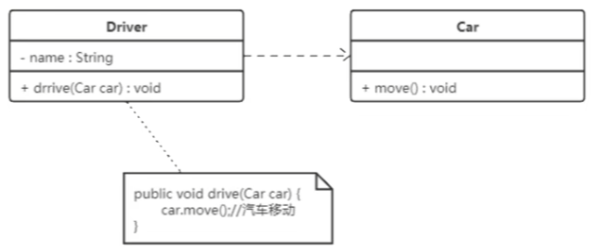 Driver
- name : String
+ drrive(Car car) : void
Car
+ move() : void
public void drive(Car car) {
car.move();//汽车移动
}